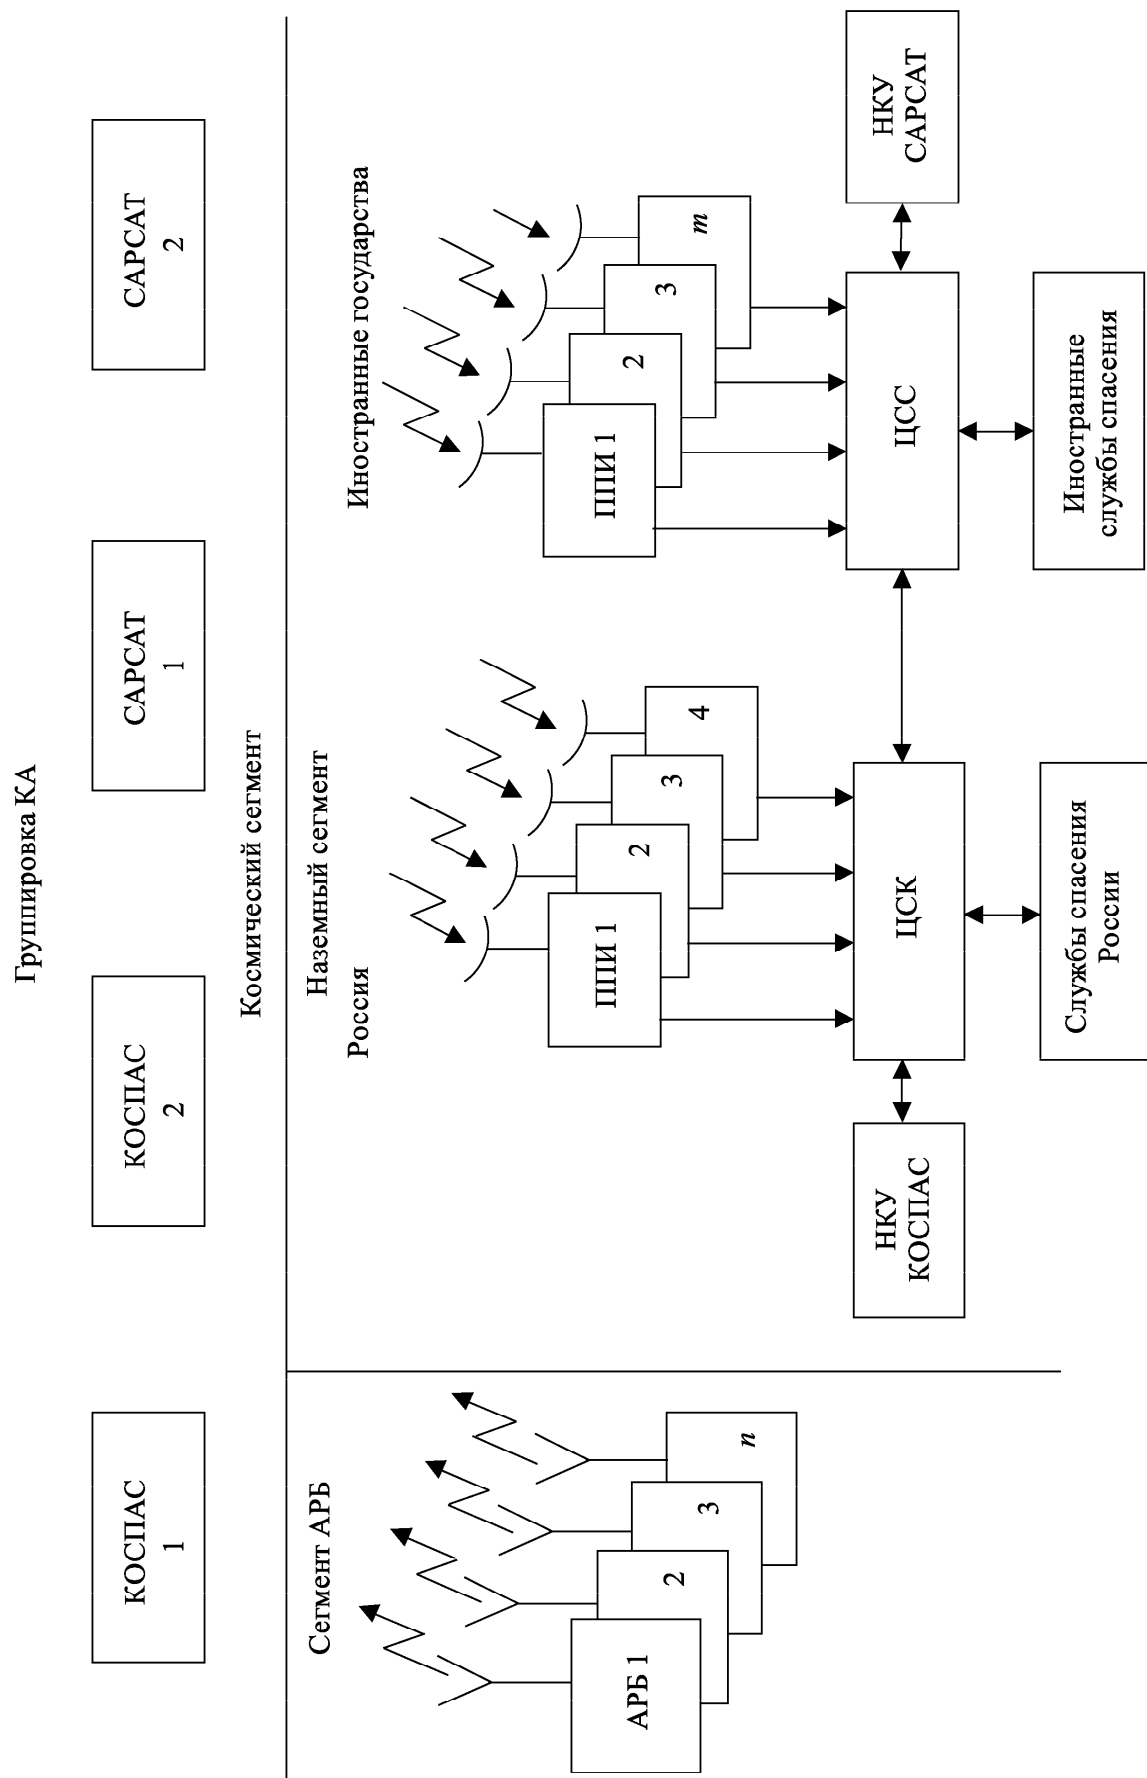 Группировка КА
КОСПАС
1
КОСПАС
2
САРСАТ
1
САРСАТ
2
Космический сегмент
Сегмент АРБ
Наземный сегмент
Россия
Иностранные государства
АРБ 1
2
3
n
ППИ 1
2
3
4
ППИ 1
2
3
m
НКУ
КОСПАС
ЦСК
ЦСС
НКУ
САРСАТ
Службы спасения
России
Иностранные
службы спасения